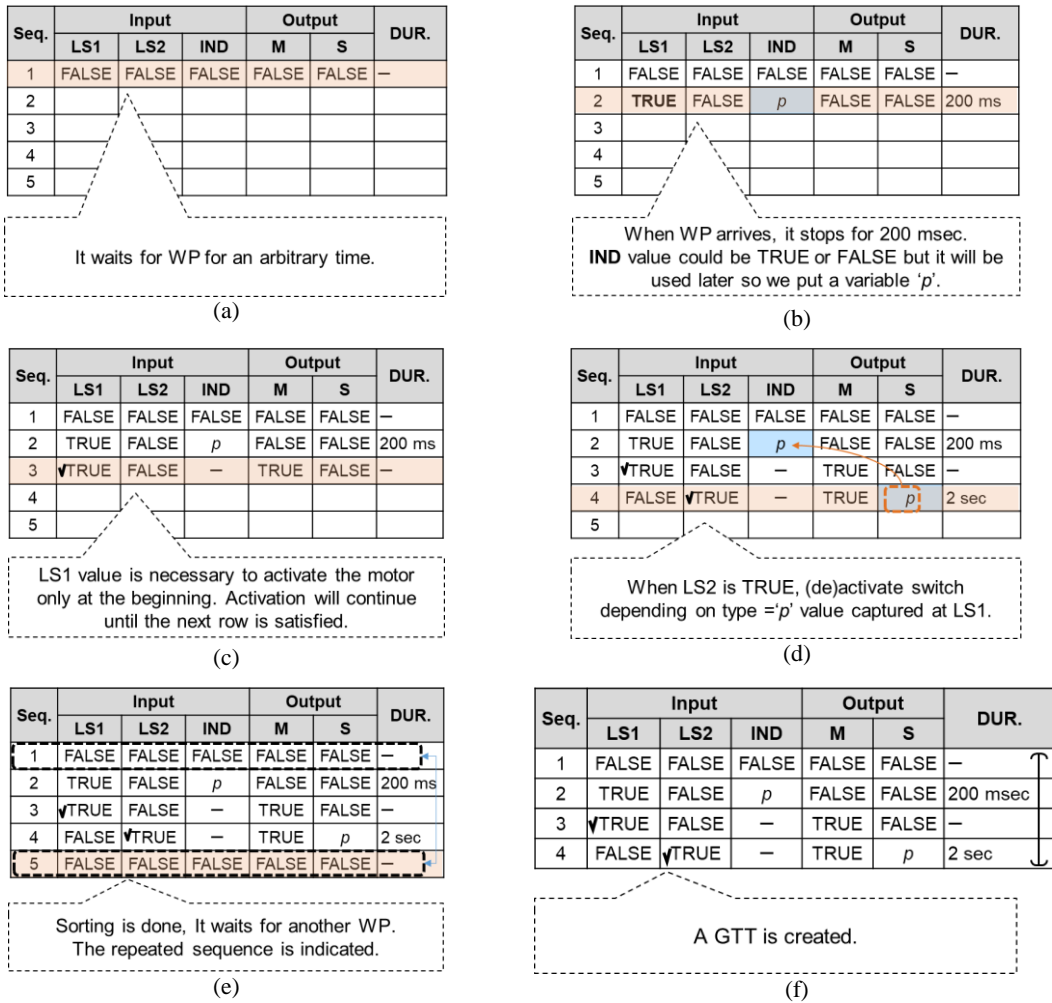 Seq. Input Output DUR.
LS1 LS2 IND M S
1 FALSE FALSE FALSE FALSE FALSE –
2
3
4
5
It waits for WP for an arbitrary time.
(a)
Seq. Input Output DUR.
LS1 LS2 IND M S
1 FALSE FALSE FALSE FALSE FALSE –
2 TRUE FALSE p FALSE FALSE 200 ms
3
4
5
When WP arrives, it stops for 200 msec.
IND value could be TRUE or FALSE but it will be
used later so we put a variable ‘p’.
(b)
Seq. Input Output DUR.
LS1 LS2 IND M S
1 FALSE FALSE FALSE FALSE FALSE –
2 TRUE FALSE p FALSE FALSE 200 ms
3 ✓TRUE FALSE – TRUE FALSE –
4
5
LS1 value is necessary to activate the motor
only at the beginning. Activation will continue
until the next row is satisfied.
(c)
Seq. Input Output DUR.
LS1 LS2 IND M S
1 FALSE FALSE FALSE FALSE FALSE –
2 TRUE FALSE p FALSE FALSE 200 ms
3 ✓TRUE FALSE – TRUE FALSE –
4 FALSE ✓TRUE – TRUE p 2 sec
5
When LS2 is TRUE, (de)activate switch
depending on type =‘p’ value captured at LS1.
(d)
Seq. Input Output DUR.
LS1 LS2 IND M S
1 FALSE FALSE FALSE FALSE FALSE –
2 TRUE FALSE p FALSE FALSE 200 ms
3 ✓TRUE FALSE – TRUE FALSE –
4 FALSE ✓TRUE – TRUE p 2 sec
5 FALSE FALSE FALSE FALSE FALSE –
Sorting is done, It waits for another WP.
The repeated sequence is indicated.
(e)
Seq. Input Output DUR.
LS1 LS2 IND M S
1 FALSE FALSE FALSE FALSE FALSE –
2 TRUE FALSE p FALSE FALSE 200 msec
3 ✓TRUE FALSE – TRUE FALSE –
4 FALSE ✓TRUE – TRUE p 2 sec
A GTT is created.
(f)